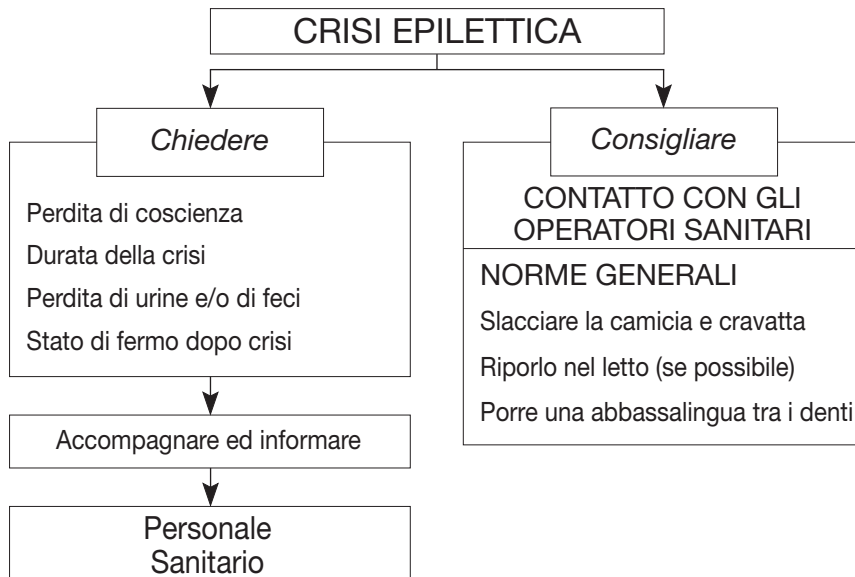 CRISI EPILETTICA
Chiedere
Perdita di coscienza
Durata della crisi
Perdita di urine e/o di feci
Stato di fermo dopo crisi
Accompagnare ed informare
Personale
Sanitario
Consigliare
CONTATTO CON GLI
OPERATORI SANITARI
NORME GENERALI
Slacciare la camicia e cravatta
Riporlo nel letto (se possibile)
Porre una abbassalingua tra i denti